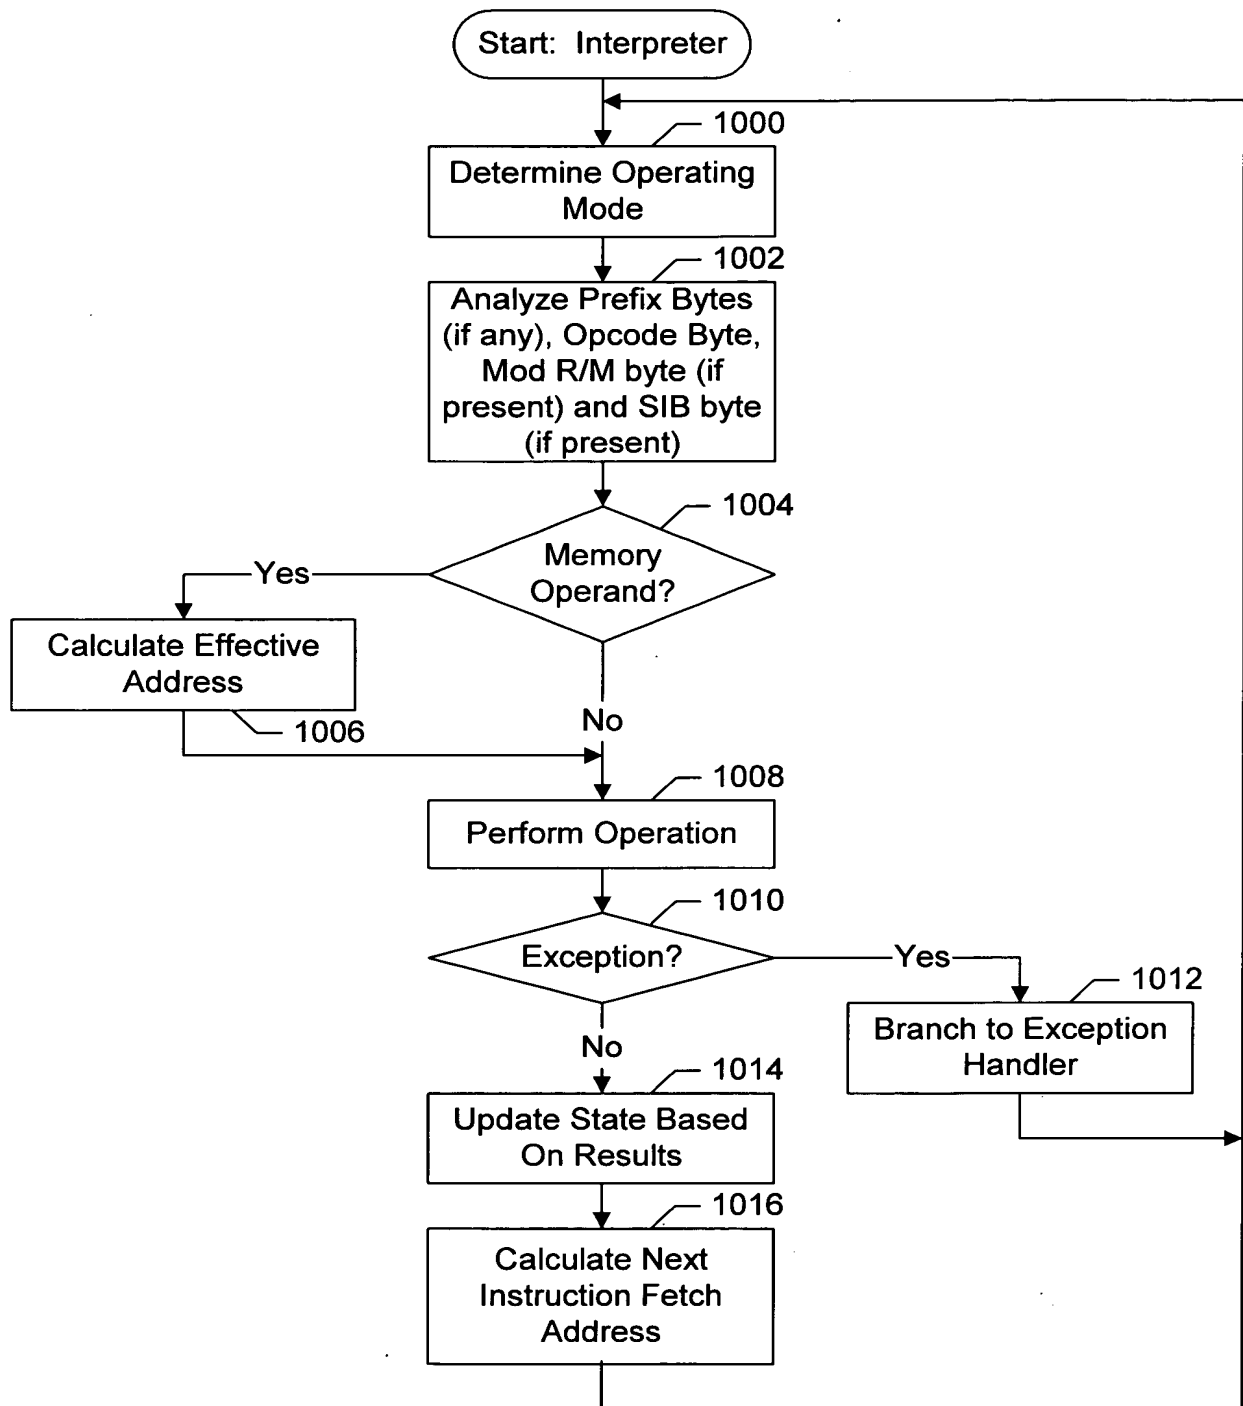 Start: Interpreter
1000
Determine Operating
Mode
1002
Analyze Prefix Bytes
(if any), Opcode Byte,
Mod R/M byte (if
present) and SIB byte
(if present)
1004
Memory
Operand?
Yes
Calculate Effective
Address
1006
No
1008
Perform Operation
1010
Exception?
Yes
1012
Branch to Exception
Handler
No
1014
Update State Based
On Results
1016
Calculate Next
Instruction Fetch
Address